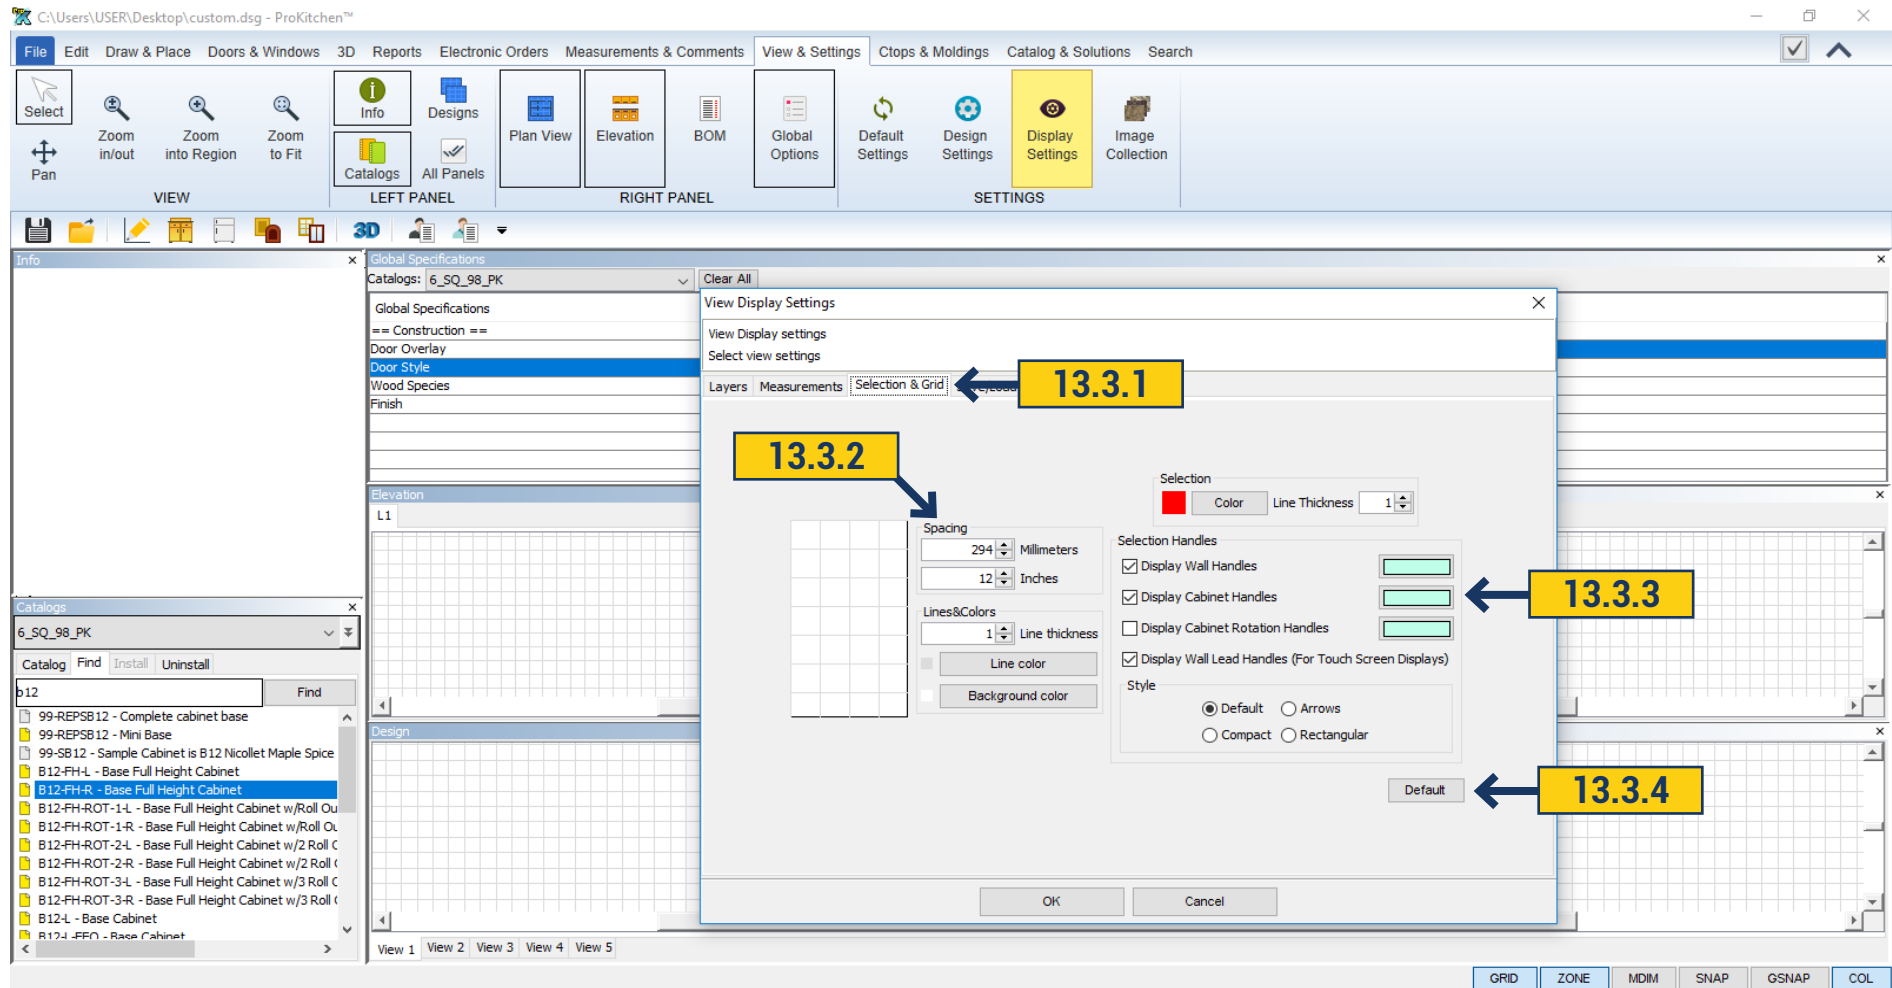 C:\Users\USER\Desktop\custom.dsg - ProKitchen™
File Edit Draw & Place Doors & Windows 3D Reports Electronic Orders Measurements & Comments View & Settings Ctops & Moldings Catalog & Solutions Search
Select
Pan
Zoom in/out
Zoom into Region
Zoom to Fit
VIEW
Info
Catalogs
Designs
All Panels
LEFT PANEL
Plan View
Elevation
BOM
Global Options
RIGHT PANEL
Default Settings
Design Settings
Display Settings
Image Collection
SETTINGS
3D
Info
Global Specifications
Catalogs: 6_SQ_98_PK
Clear All
Global Specifications
== Construction ==
Door Overlay
Door Style
Wood Species
Finish
Elevation
L1
Design
View 1 View 2 View 3 View 4 View 5
Catalogs
6_SQ_98_PK
Catalog Find Install Uninstall
b12
Find
99-REPSB12 - Complete cabinet base
99-REPSB12 - Mini Base
99-SB12 - Sample Cabinet is B12 Nicollet Maple Spice
B12-FH-L - Base Full Height Cabinet
B12-FH-R - Base Full Height Cabinet
B12-FH-ROT-1-L - Base Full Height Cabinet w/Roll Ou
B12-FH-ROT-1-R - Base Full Height Cabinet w/Roll Ou
B12-FH-ROT-2-L - Base Full Height Cabinet w/2 Roll
B12-FH-ROT-2-R - Base Full Height Cabinet w/2 Roll
B12-FH-ROT-3-L - Base Full Height Cabinet w/3 Roll
B12-FH-ROT-3-R - Base Full Height Cabinet w/3 Roll
B12-L - Base Cabinet
B12-L-FEO - Base Cabinet
View Display Settings
View Display settings
Select view settings
Layers Measurements Selection & Grid
13.3.1
13.3.2
Spacing
294 Millimeters
12 Inches
Lines&Colors
1 Line thickness
Line color
Background color
Selection
Color Line Thickness 1
Selection Handles
Display Wall Handles
Display Cabinet Handles
Display Cabinet Rotation Handles
Display Wall Lead Handles (For Touch Screen Displays)
13.3.3
Style
Default Arrows
Compact Rectangular
Default
13.3.4
OK
Cancel
GRID ZONE MDIM SNAP GSNAP COL